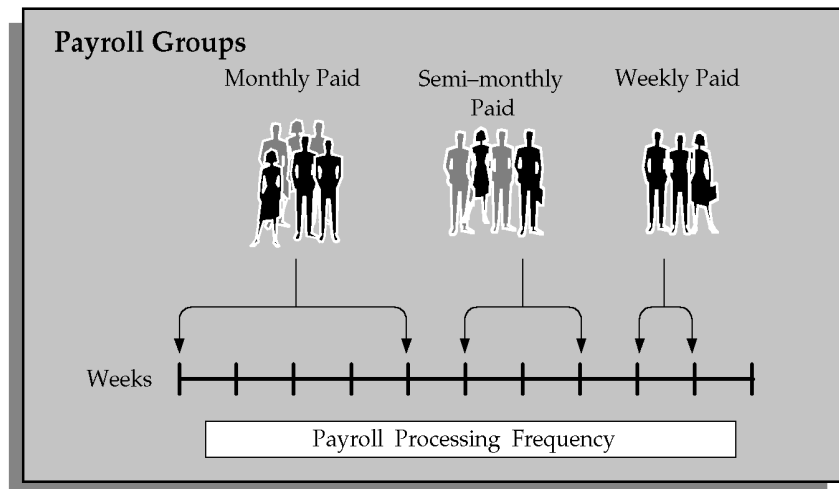 Payroll Groups
Monthly Paid
Semi–monthly
Paid
Weekly Paid
Weeks
Payroll Processing Frequency